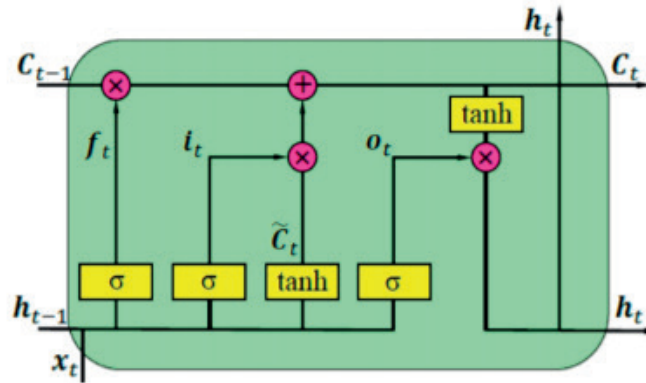 h_t
C_{t-1} × + C_t
tanh
f_t i_t × o_t ×
C̃_t
σ σ tanh σ
h_{t-1} h_t
x_t